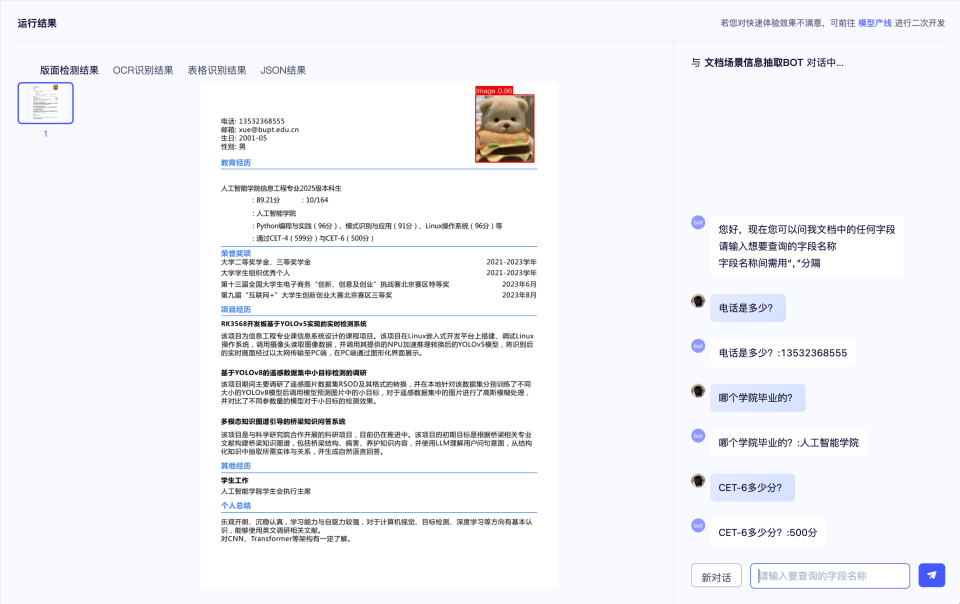 运行结果
若您对快速体验效果不满意，可前往 模型产线 进行二次开发
版面检测结果 OCR识别结果 表格识别结果 JSON结果
1
image 0.96
电话: 13532368555
邮箱: xue@bupt.edu.cn
生日: 2001-05
性别: 男
教育经历
人工智能学院信息工程专业2025级本科生
: 89.21分 : 10/164
: 人工智能学院
: Python编程与实践（96分）、模式识别与应用（91分）、Linux操作系统（96分）等
: 通过CET-4（599分）与CET-6（500分）
荣誉奖项
大学二等奖学金、三等奖学金 2021-2023学年
大学学生组织优秀个人 2021-2023学年
第十三届全国大学生电子商务“创新、创意及创业”挑战赛北京赛区特等奖 2023年6月
第九届“互联网+”大学生创新创业大赛北京赛区三等奖 2023年8月
项目经历
RK3568开发板基于YOLOv5实现的实时检测系统
该项目为信息工程专业课信息系统设计的课程项目。该项目在Linux嵌入式开发平台上搭建、调试Linux
操作系统，调用摄像头读取图像数据，并调用其提供的NPU加速推理转换后的YOLOv5模型，将识别后
的实时画面经过以太网传输至PC端，在PC端通过图形化界面展示。
基于YOLOv8的遥感数据集中小目标检测的调研
该项目期间主要调研了遥感图片数据集RSOD及其格式的转换，并在本地针对该数据集分别训练了不同
大小的YOLOv8模型后调用模型预测图片中的小目标，对于遥感数据集中的图片进行了高斯模糊处理，
并对比了不同参数量的模型对于小目标的检测效果。
多模态知识图谱引导的桥梁知识问答系统
该项目是与科学研究院合作开展的科研项目，目前仍在推进中。该项目的初期目标是根据桥梁相关专业
文献构建桥梁知识图谱，包括桥梁结构、病害、养护知识内容，并使用LLM理解用户问句意图，从结构
化知识中抽取所需实体与关系，并生成自然语言回答。
其他经历
学生工作
人工智能学院学生会执行主席
个人总结
乐观开朗、沉稳认真，学习能力与自驱力较强，对于计算机视觉、目标检测、深度学习等方向有基本认
识，能够使用英文调研相关文献。
对CNN、Transformer等架构有一定了解。
与 文档场景信息抽取BOT 对话中...
bot
您好，现在您可以问我文档中的任何字段
请输入想要查询的字段名称
字段名称间需用“，”分隔
电话是多少？
bot
电话是多少？:13532368555
哪个学院毕业的？
bot
哪个学院毕业的？:人工智能学院
CET-6多少分？
bot
CET-6多少分？:500分
新对话
请输入要查询的字段名称